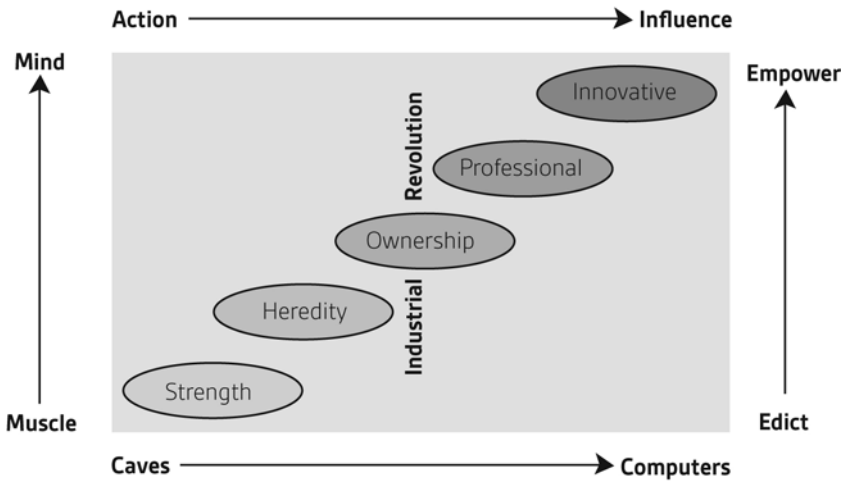 Action
Influence
Mind
Empower
Innovative
Revolution
Professional
Ownership
Heredity
Industrial
Strength
Muscle
Edict
Caves
Computers